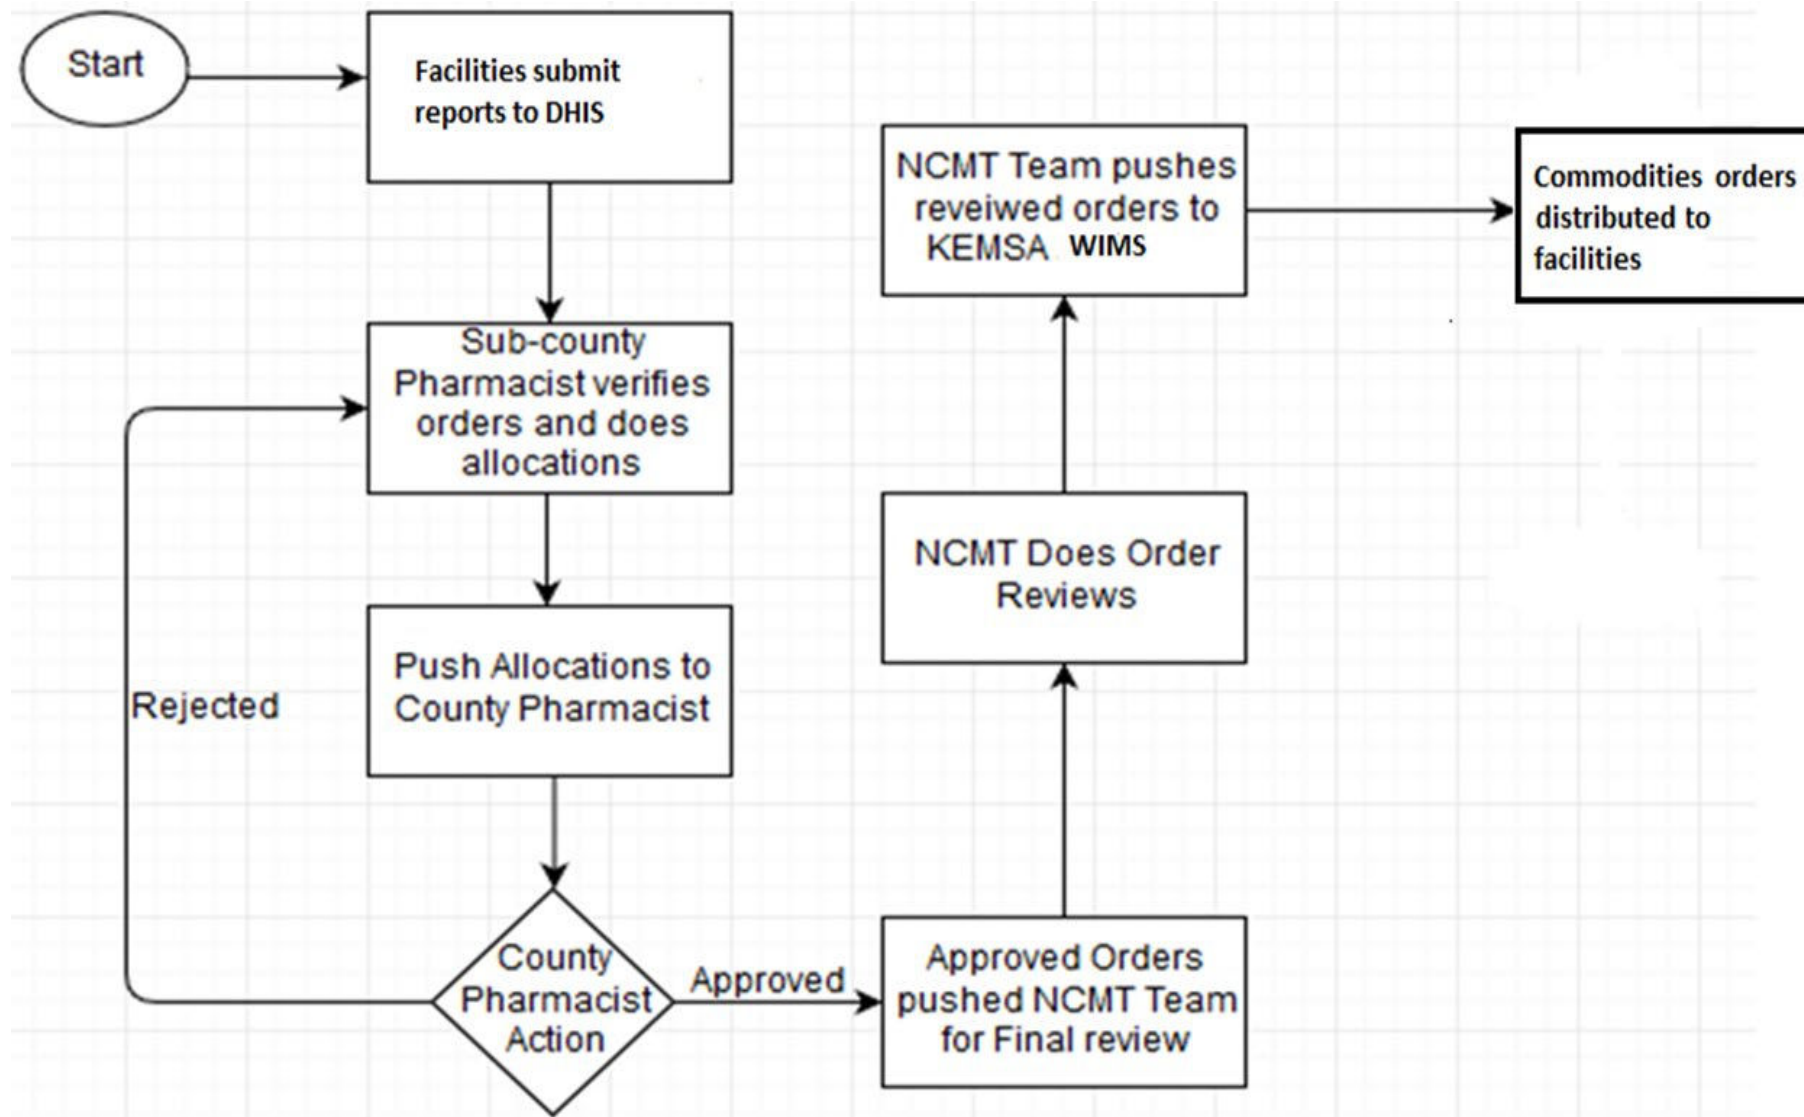 Start
Facilities submit
reports to DHIS
Sub-county
Pharmacist verifies
orders and does
allocations
Push Allocations to
County Pharmacist
Rejected
County
Pharmacist
Action
Approved
Approved Orders
pushed NCMT Team
for Final review
NCMT Does Order
Reviews
NCMT Team pushes
reveiwed orders to
KEMSA WIMS
Commodities orders
distributed to
facilities